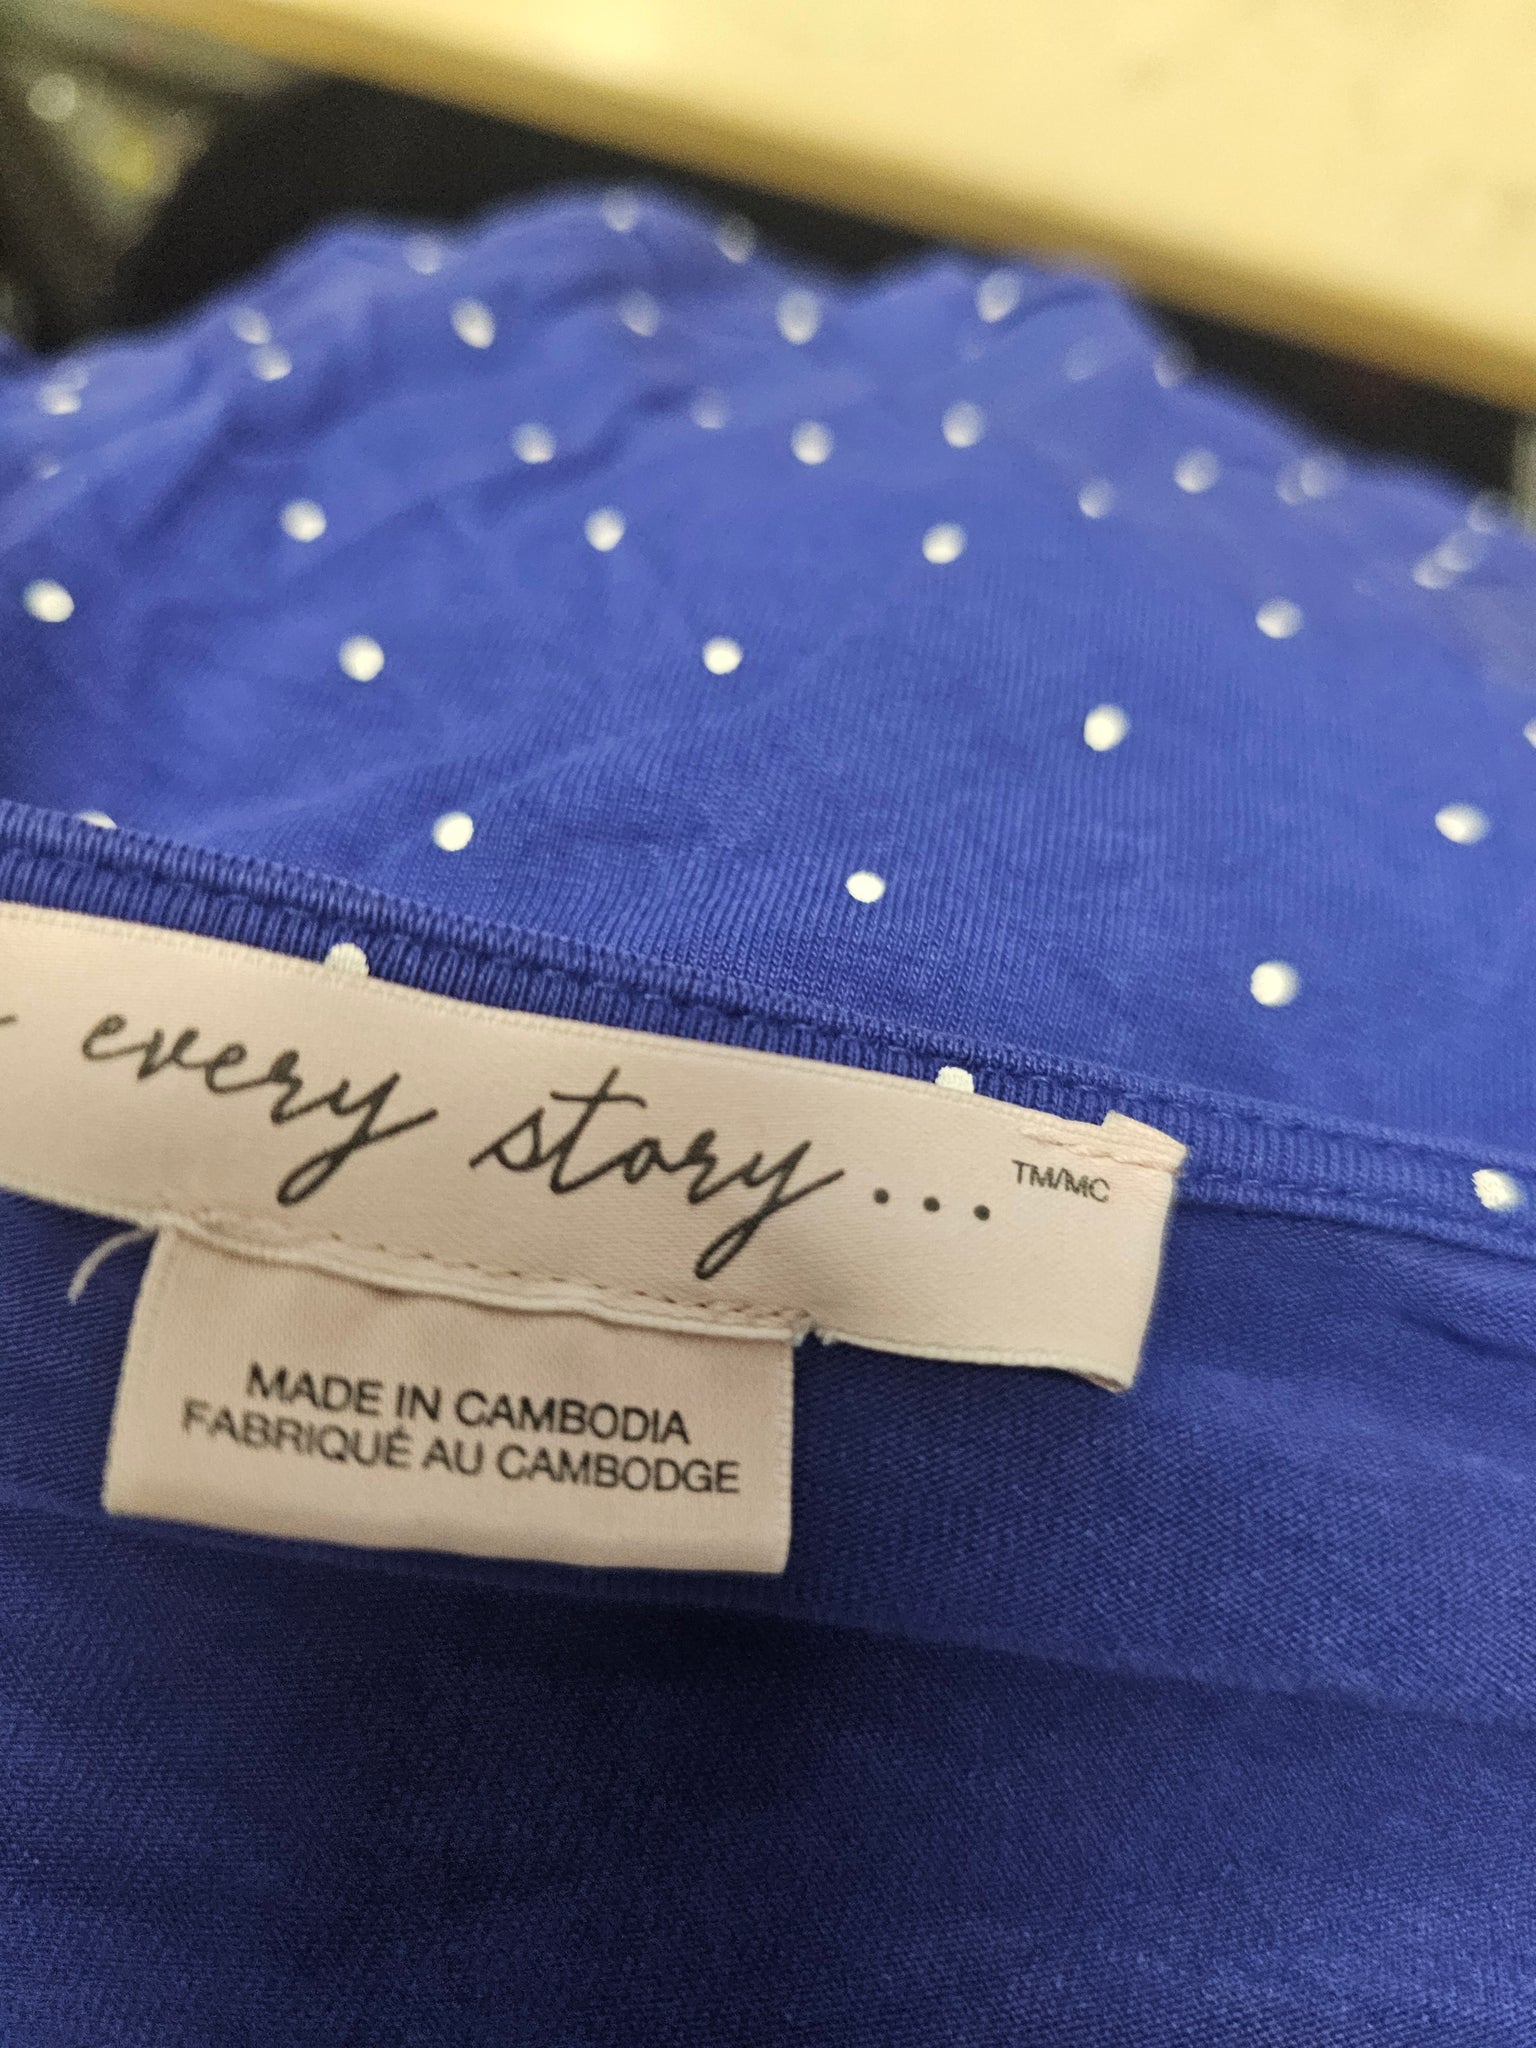 every story...™/MC
MADE IN CAMBODIA
FABRIQUÉ AU CAMBODGE